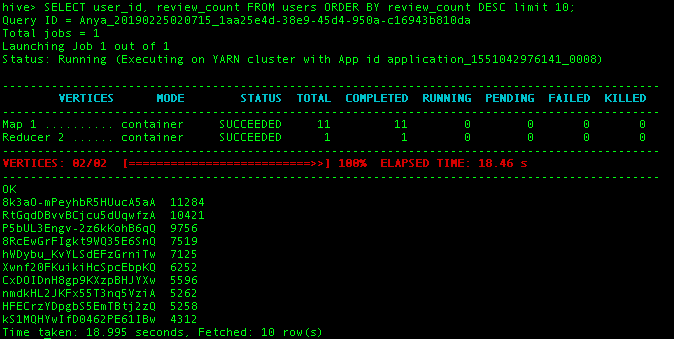 hive> SELECT user_id, review_count FROM users ORDER BY review_count DESC limit 10;
Query ID = Anya_20190225020715_1aa25e4d-38e9-45d4-950a-c16943b810da
Total jobs = 1
Launching Job 1 out of 1
Status: Running (Executing on YARN cluster with App id application_1551042976141_0008)
--------------------------------------------------------------------------------
VERTICES MODE STATUS TOTAL COMPLETED RUNNING PENDING FAILED KILLED
--------------------------------------------------------------------------------
Map 1 .......... container SUCCEEDED 11 11 0 0 0 0
Reducer 2 ...... container SUCCEEDED 1 1 0 0 0 0
--------------------------------------------------------------------------------
VERTICES: 02/02 [==========================>>] 100% ELAPSED TIME: 18.46 s
--------------------------------------------------------------------------------
OK
8k3aO-mPeyhbR5HUucA5aA 11284
RtGqdDBvvBCjcu5dUqwfzA 10421
P5bUL3Engv-2z6kKohB6qQ 9756
8RcEwGrFIgkt9WQ35E6SnQ 7519
hWDybu_KvYLSdEFzGrniTw 7125
Xwnf20FKuikiHcSpcEbpKQ 6252
CxDOIDnH8gp9KXzpBHJYXw 5596
nmdkHL2JKFx55T3nq5VziA 5262
HFECrzYDpgbS5EmTBtj2zQ 5258
kS1MQHYwIfD0462PE61IBw 4312
Time taken: 18.995 seconds, Fetched: 10 row(s)